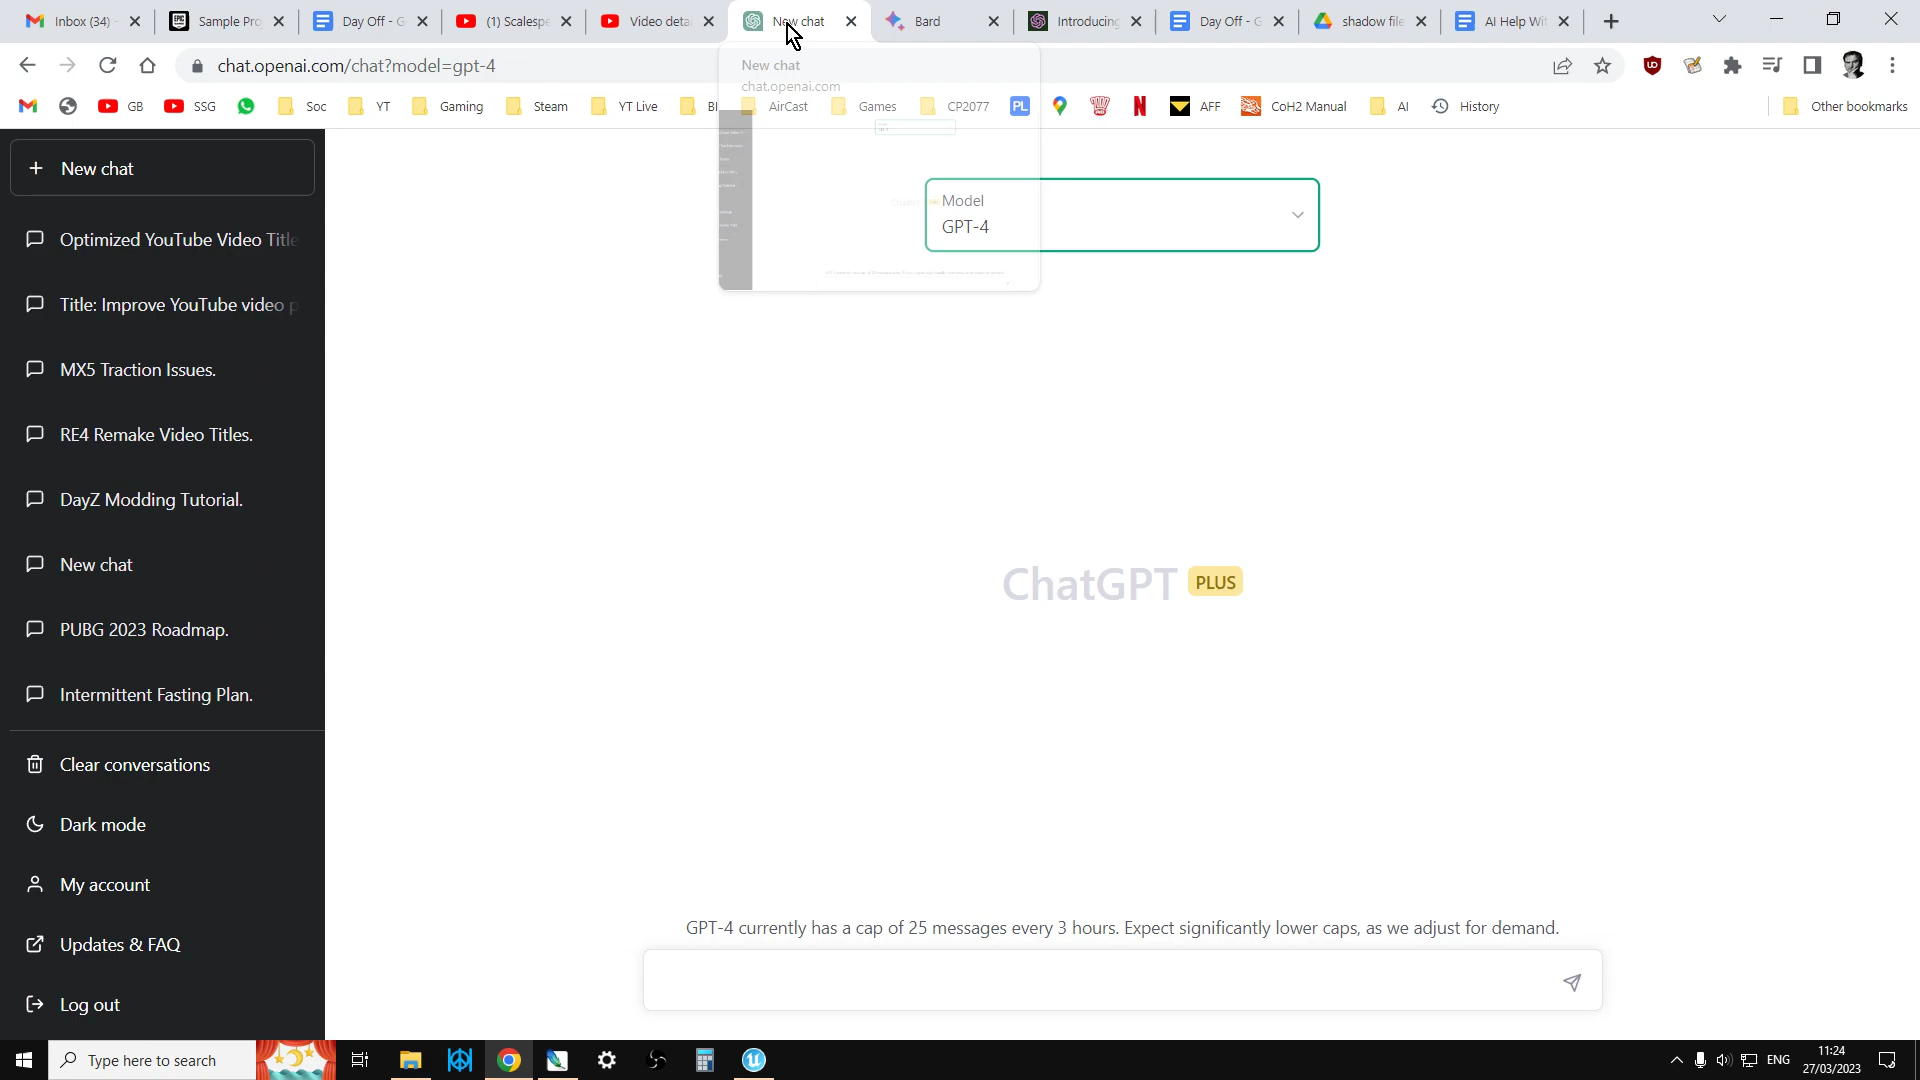 Inbox (34) -
Sample Pro
Day Off - G
(1) Scalespe
Video detai
New chat
Bard
Introducing
Day Off - G
shadow file
AI Help Wit
chat.openai.com/chat?model=gpt-4
GB
SSG
Soc
YT
Gaming
Steam
YT Live
Bl
AirCast
Games
CP2077
PL
AFF
CoH2 Manual
AI
History
Other bookmarks
New chat
chat.openai.com
New chat
Optimized YouTube Video Title
Title: Improve YouTube video p
MX5 Traction Issues.
RE4 Remake Video Titles.
DayZ Modding Tutorial.
New chat
PUBG 2023 Roadmap.
Intermittent Fasting Plan.
Clear conversations
Dark mode
My account
Updates & FAQ
Log out
Model
GPT-4
ChatGPT PLUS
GPT-4 currently has a cap of 25 messages every 3 hours. Expect significantly lower caps, as we adjust for demand.
Type here to search
ENG
11:24
27/03/2023